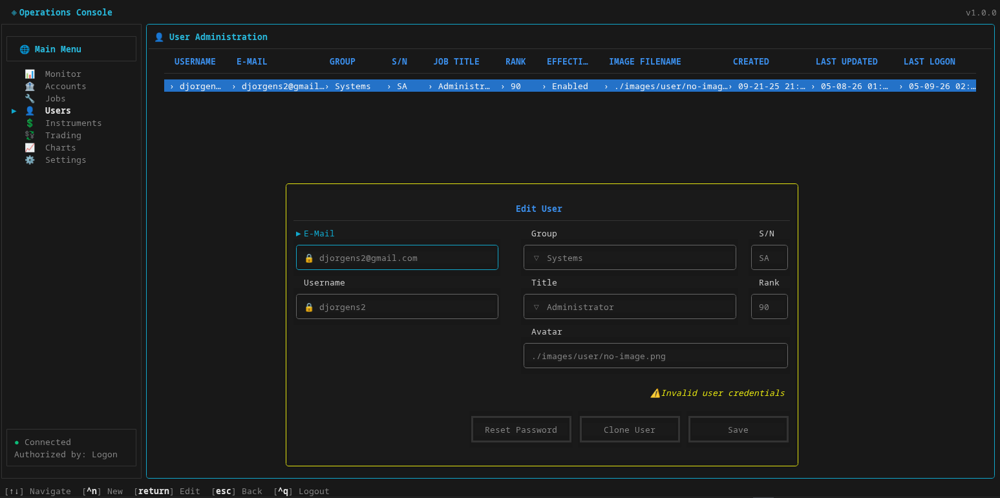 Operations Console
v1.0.0
Main Menu
Monitor
Accounts
Jobs
Users
Instruments
Trading
Charts
Settings
● Connected
Authorized by: Logon
User Administration
USERNAME E-MAIL GROUP S/N JOB TITLE RANK EFFECTI… IMAGE FILENAME CREATED LAST UPDATED LAST LOGON
› djorgen… › djorgens2@gmail…› Systems › SA › Administr… › 90 › Enabled › ./images/user/no-imag…› 09-21-25 21:… › 05-08-26 01:… › 05-09-26 02:…
Edit User
E-Mail Group S/N
djorgens2@gmail.com Systems SA
Username Title Rank
djorgens2 Administrator 90
Avatar
./images/user/no-image.png
Invalid user credentials
Reset Password Clone User Save
[↑↓] Navigate [^n] New [return] Edit [esc] Back [^q] Logout